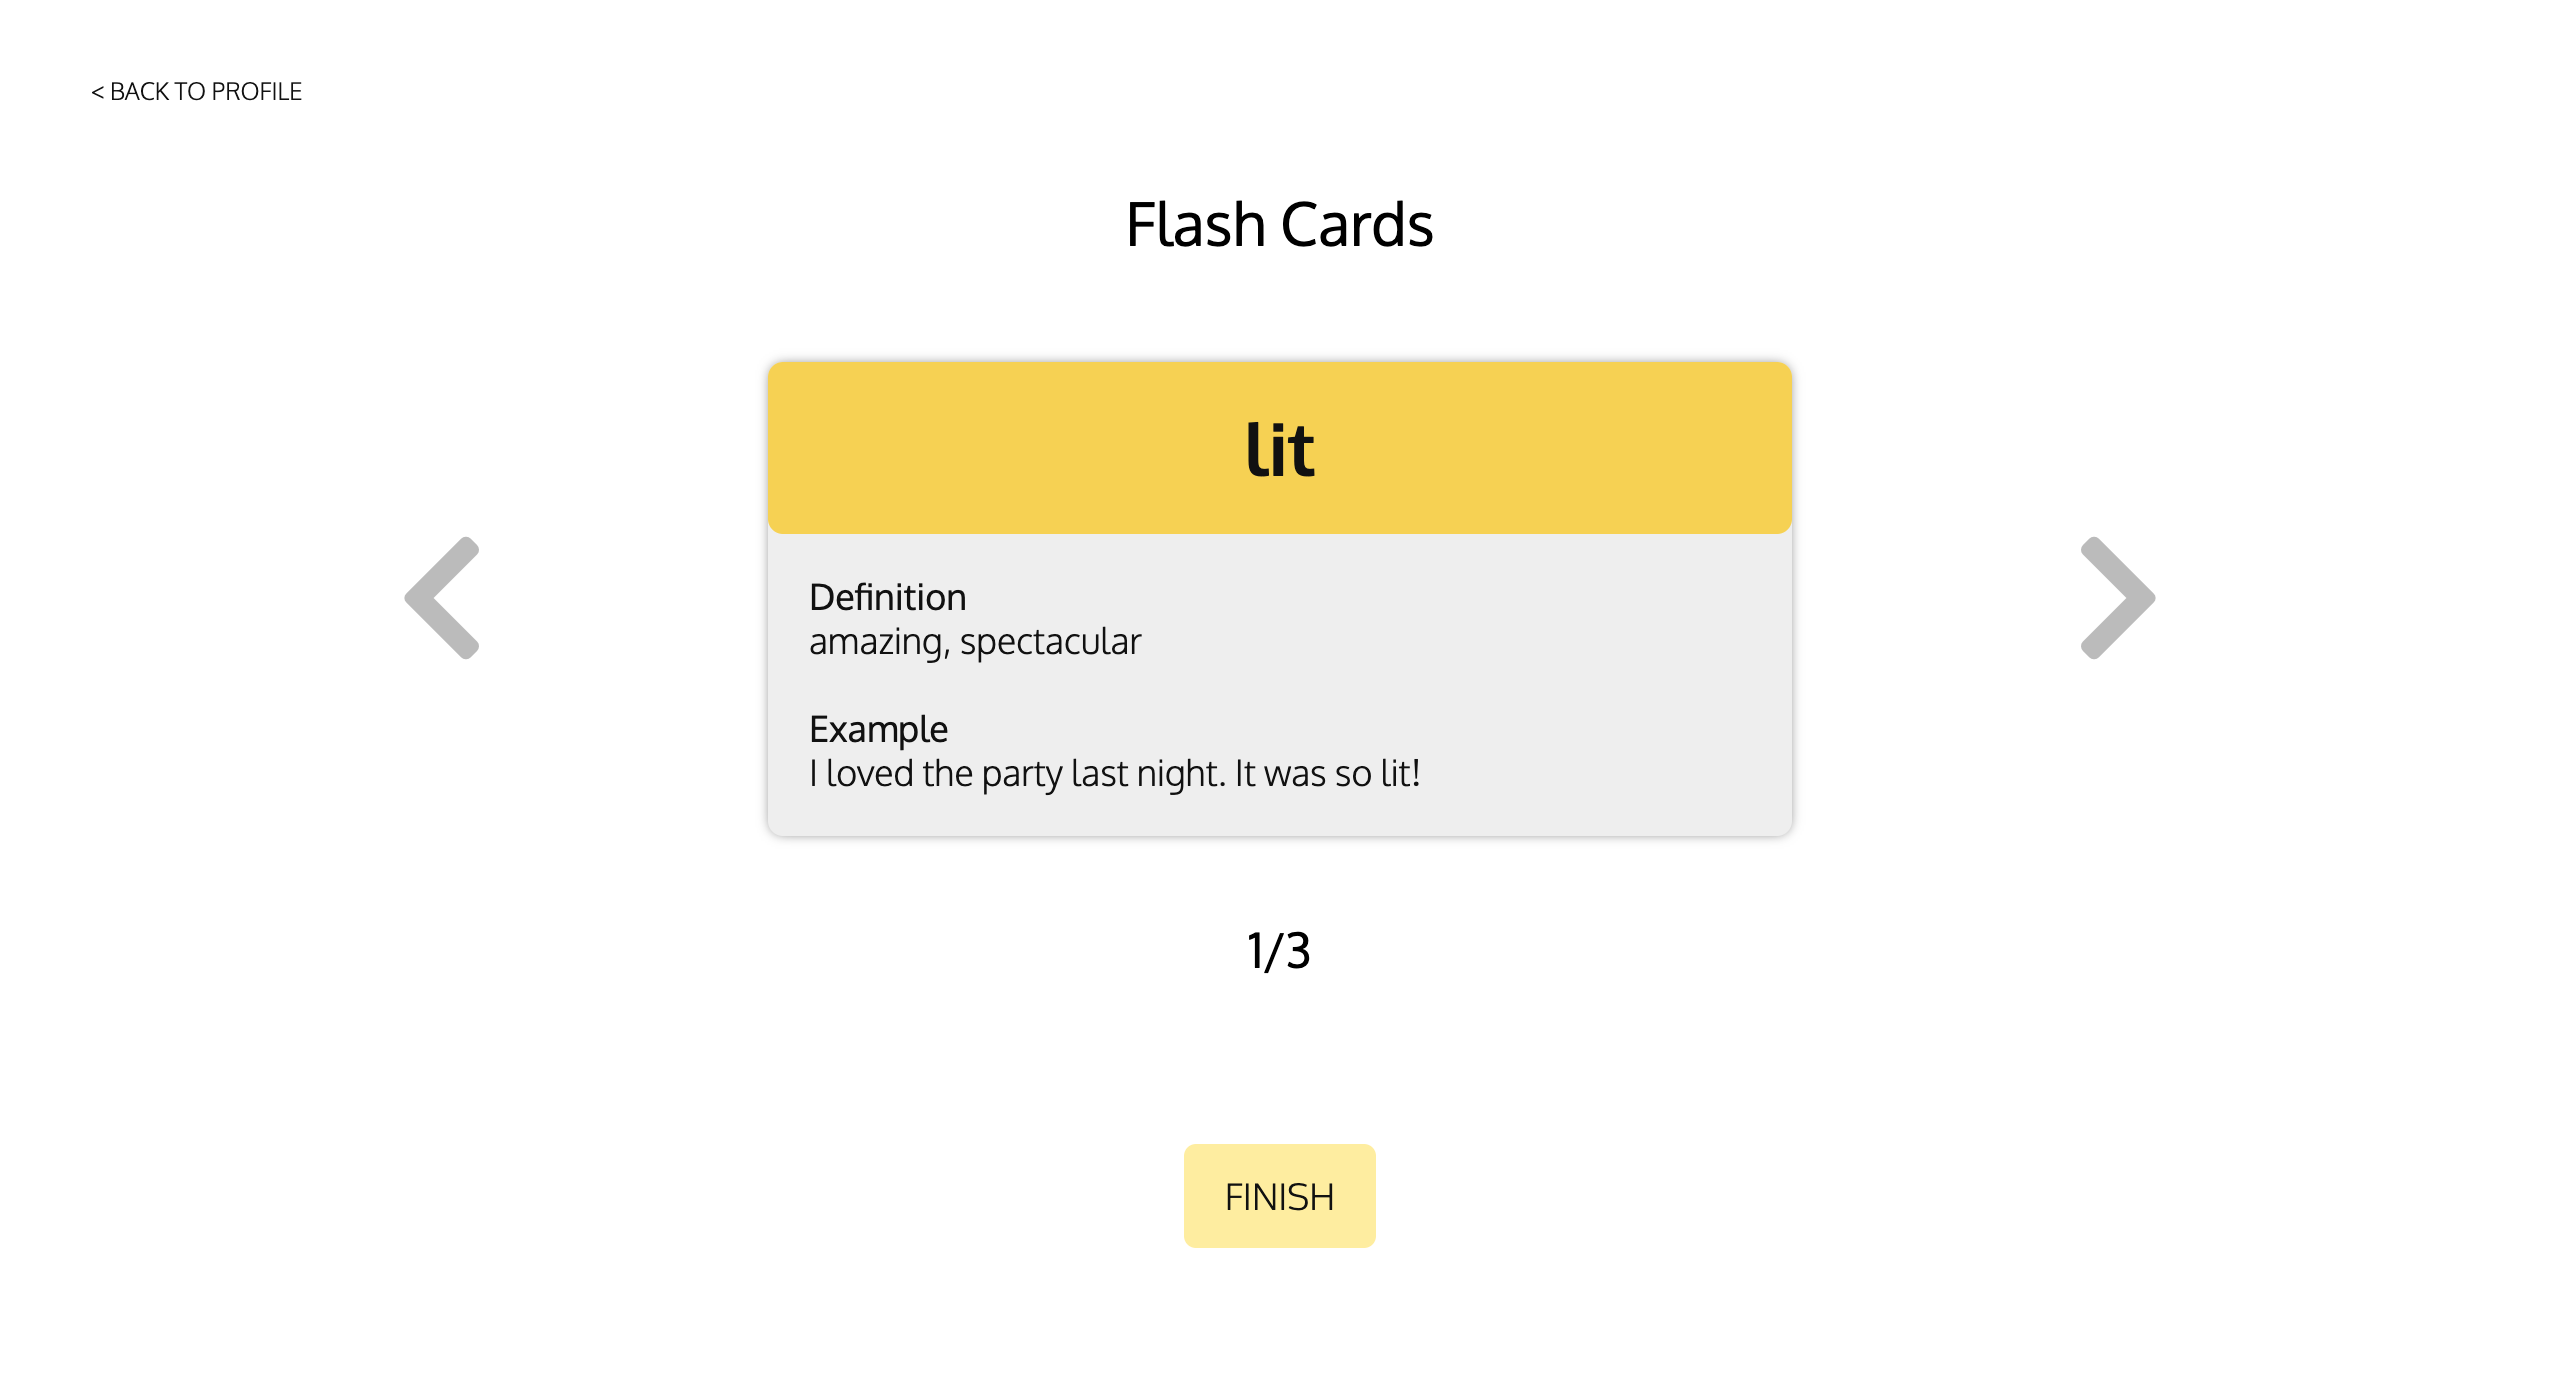 < BACK TO PROFILE
Flash Cards
lit
Definition
amazing, spectacular
Example
I loved the party last night. It was so lit!
1/3
FINISH